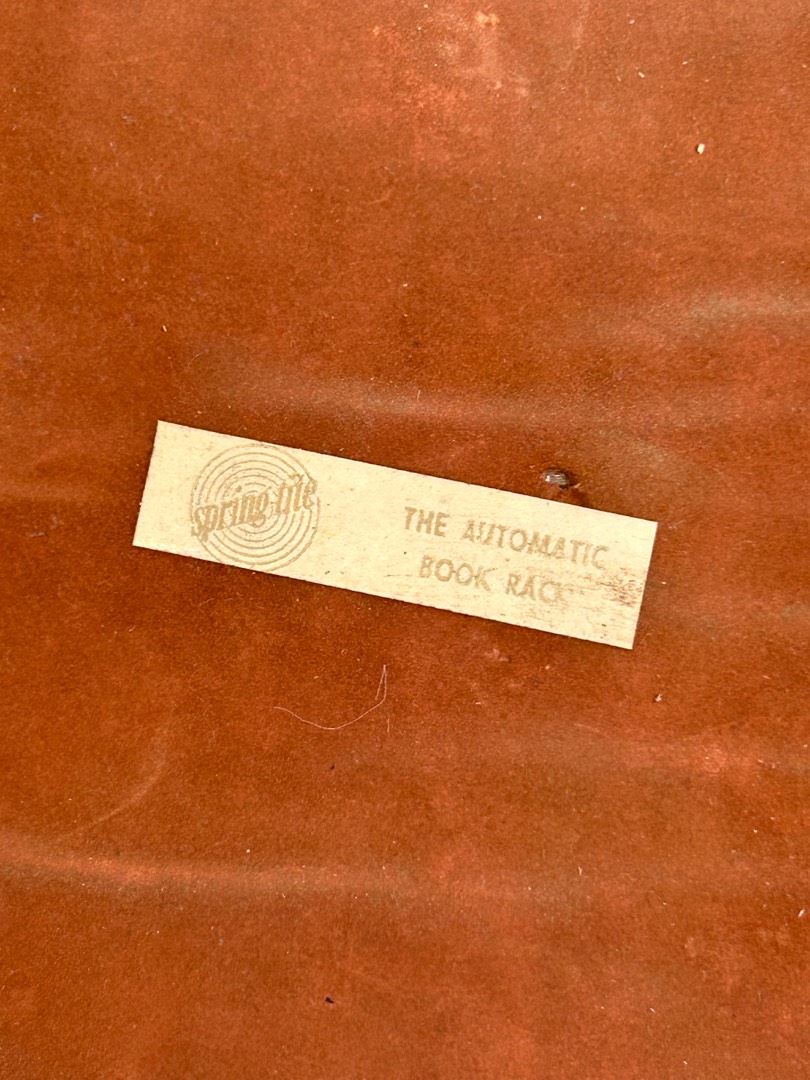 spring-tite
THE AUTOMATIC
BOOK RACK